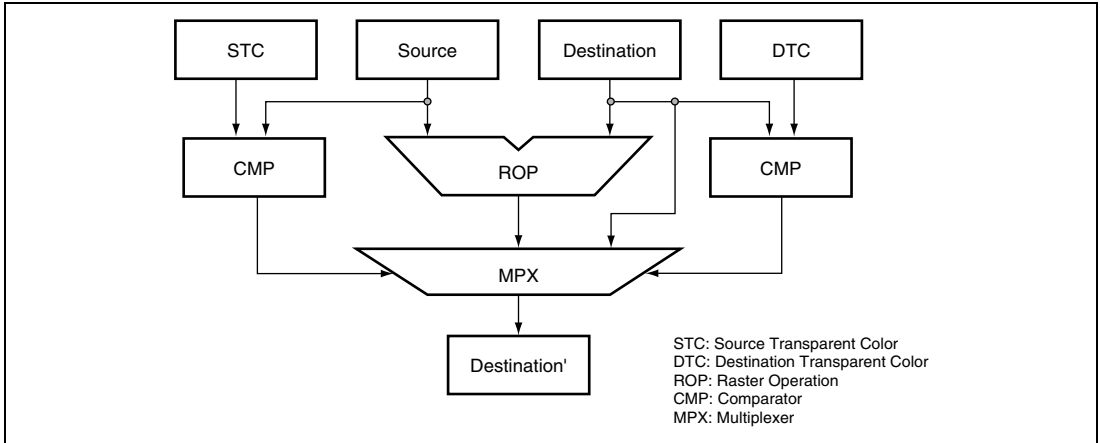 STC
Source
Destination
DTC
CMP
ROP
CMP
MPX
Destination'
STC: Source Transparent Color
DTC: Destination Transparent Color
ROP: Raster Operation
CMP: Comparator
MPX: Multiplexer